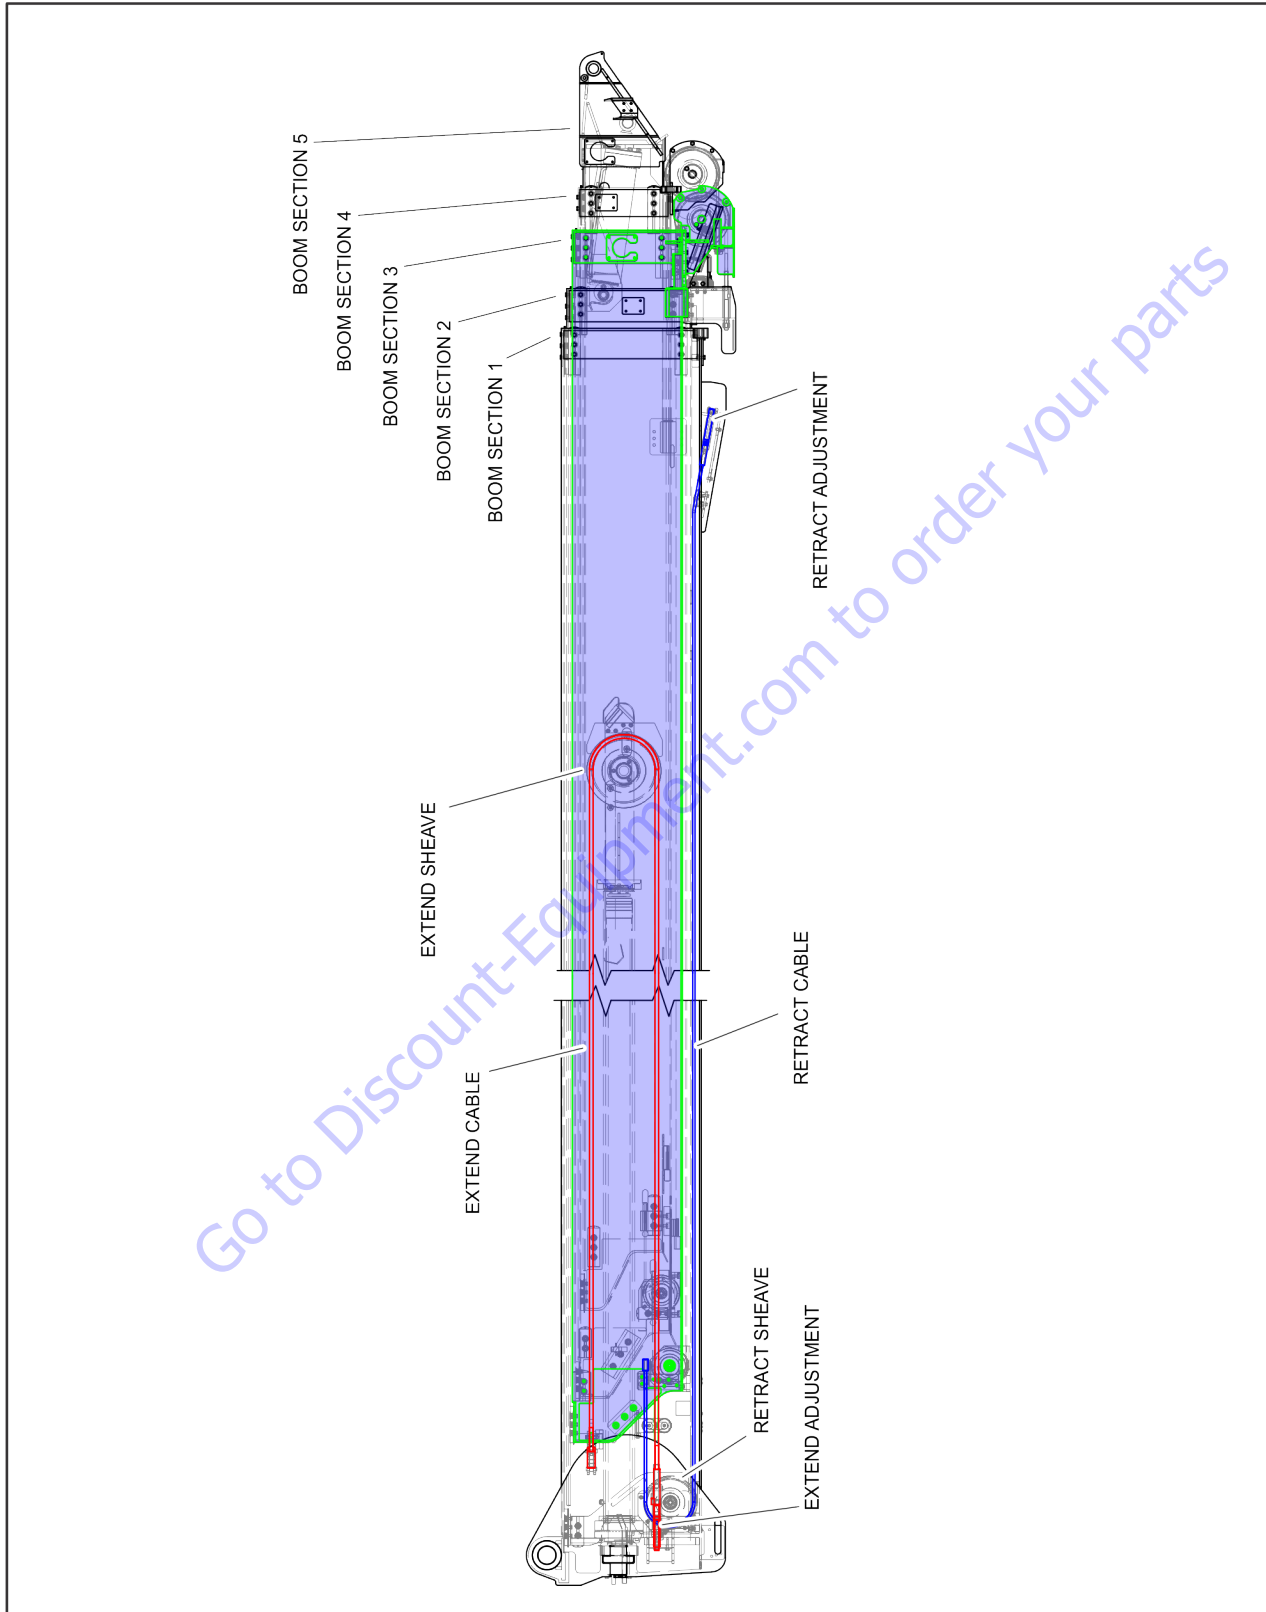 BOOM SECTION 5
BOOM SECTION 4
BOOM SECTION 3
BOOM SECTION 2
BOOM SECTION 1
RETRACT ADJUSTMENT
EXTEND SHEAVE
EXTEND CABLE
RETRACT CABLE
RETRACT SHEAVE
EXTEND ADJUSTMENT
Go to Discount-Equipment.com to order your parts